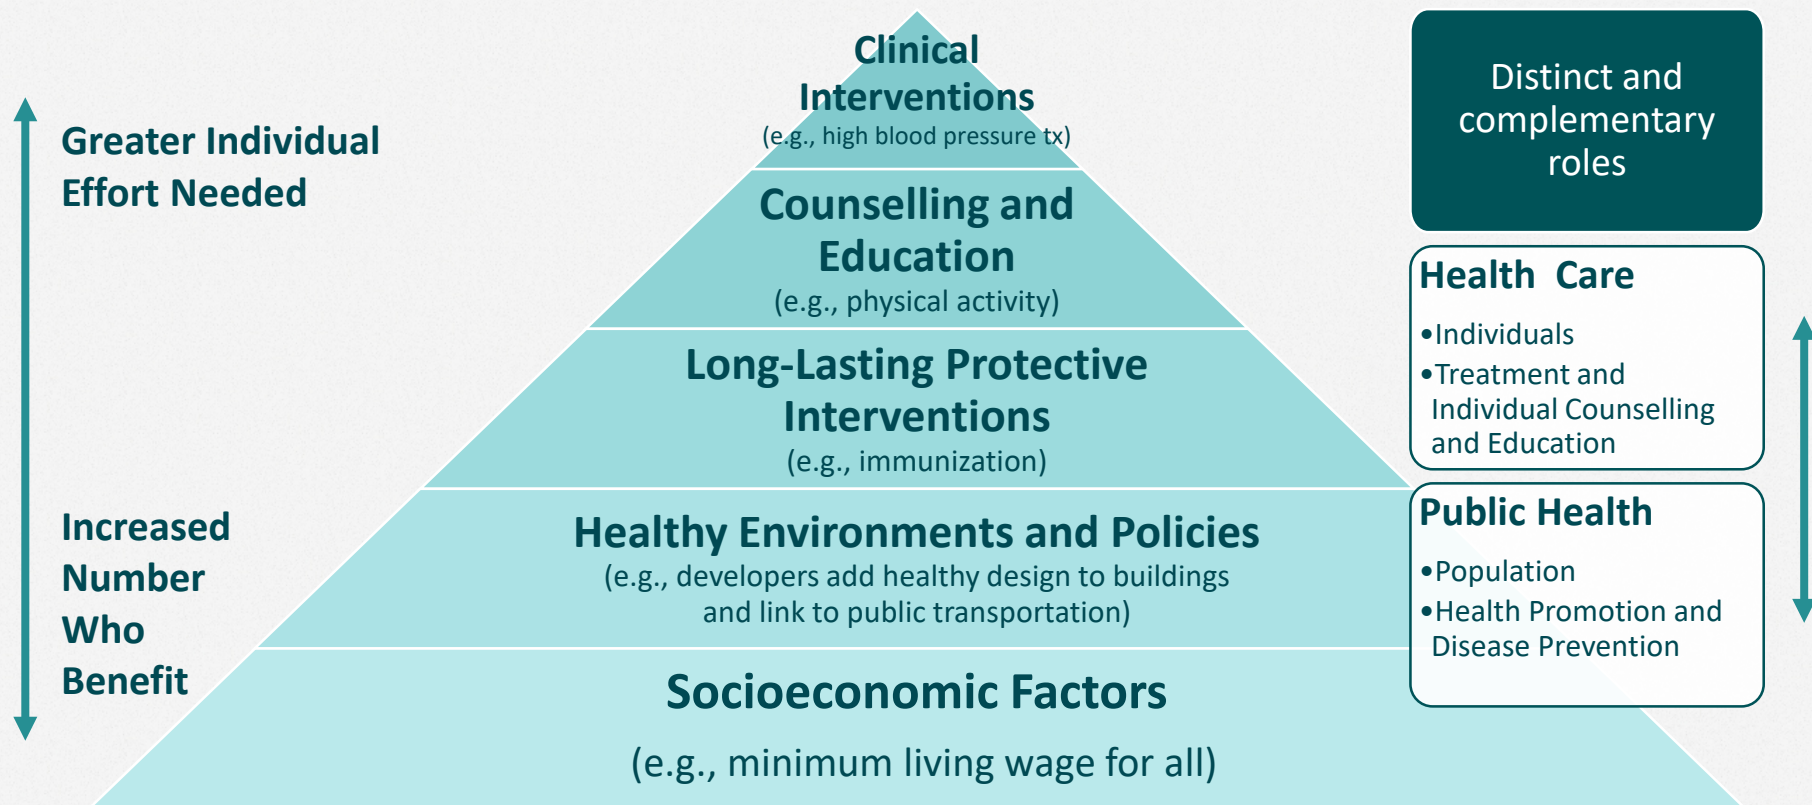 Greater Individual
Effort Needed
Increased
Number
Who
Benefit
Clinical
Interventions
(e.g., high blood pressure tx)
Counselling and
Education
(e.g., physical activity)
Long-Lasting Protective
Interventions
(e.g., immunization)
Healthy Environments and Policies
(e.g., developers add healthy design to buildings
and link to public transportation)
Socioeconomic Factors
(e.g., minimum living wage for all)
Distinct and
complementary
roles
Health Care
•Individuals
•Treatment and
Individual Counselling
and Education
Public Health
•Population
•Health Promotion and
Disease Prevention